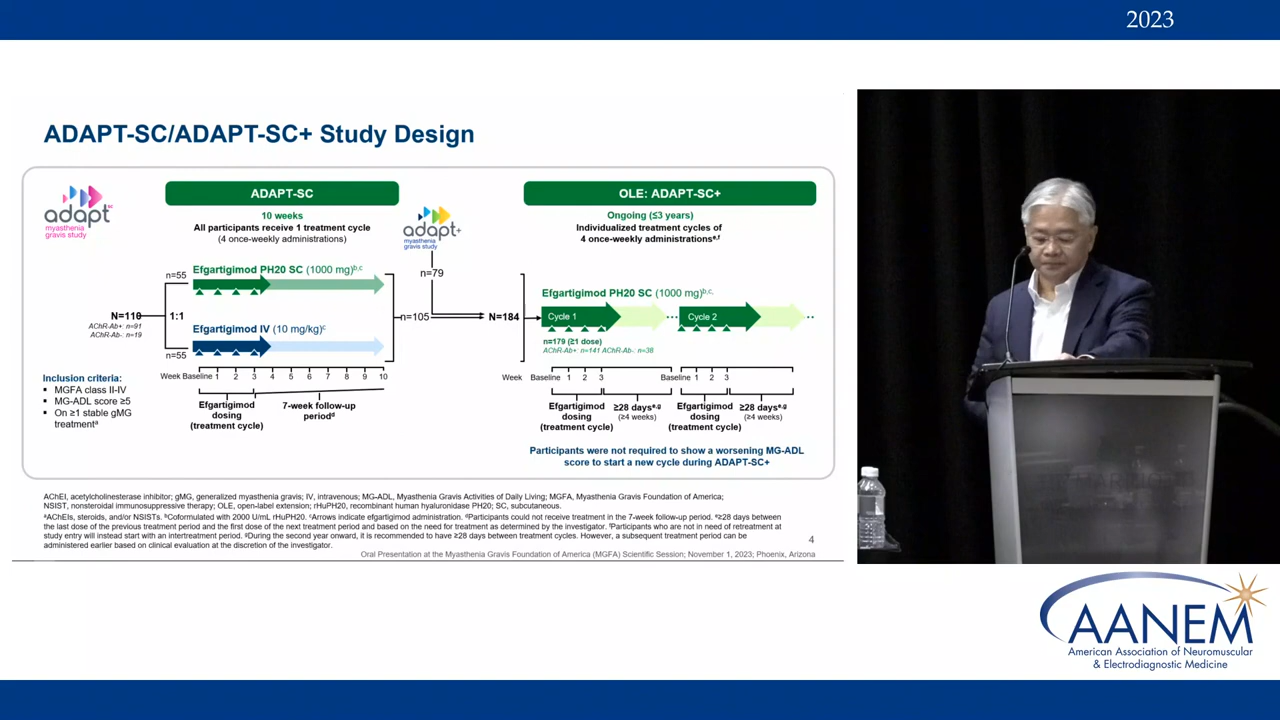 2023
ADAPT-SC/ADAPT-SC+ Study Design
adapt sc
myasthenia
gravis study
ADAPT-SC
10 weeks
All participants receive 1 treatment cycle
(4 once-weekly administrations)
adapt+
myasthenia
gravis study
n=79
OLE: ADAPT-SC+
Ongoing (≤3 years)
Individualized treatment cycles of
4 once-weekly administrationsᵉ,ᶠ
n=55
Efgartigimod PH20 SC (1000 mg)ᵇ,ᶜ
N=110
AChR-Ab+: n=91
AChR-Ab-: n=19
1:1
Efgartigimod IV (10 mg/kg)ᶜ
n=55
n=105
N=184
Efgartigimod PH20 SC (1000 mg)ᵇ,ᶜ,
Cycle 1
Cycle 2
n=179 (≥1 dose)
AChR-Ab+: n=141 AChR-Ab-: n=38
Week Baseline 1 2 3 4 5 6 7 8 9 10
Week Baseline 1 2 3 Baseline 1 2 3
Inclusion criteria:
▪ MGFA class II-IV
▪ MG-ADL score ≥5
▪ On ≥1 stable gMG
treatmentᵃ
Efgartigimod
dosing
(treatment cycle)
7-week follow-up
periodᵈ
Efgartigimod
dosing
(treatment cycle)
≥28 daysᵉ,ᵍ
(≥4 weeks)
Efgartigimod
dosing
(treatment cycle)
≥28 daysᵉ,ᵍ
(≥4 weeks)
Participants were not required to show a worsening MG-ADL
score to start a new cycle during ADAPT-SC+
AChEI, acetylcholinesterase inhibitor; gMG, generalized myasthenia gravis; IV, intravenous; MG-ADL, Myasthenia Gravis Activities of Daily Living; MGFA, Myasthenia Gravis Foundation of America;
NSIST, nonsteroidal immunosuppressive therapy; OLE, open-label extension; rHuPH20, recombinant human hyaluronidase PH20; SC, subcutaneous.
ᵃAChEIs, steroids, and/or NSISTs. ᵇCoformulated with 2000 U/mL rHuPH20. ᶜArrows indicate efgartigimod administration. ᵈParticipants could not receive treatment in the 7-week follow-up period. ᵉ≥28 days between
the last dose of the previous treatment period and the first dose of the next treatment period and based on the need for treatment as determined by the investigator. ᶠParticipants who are not in need of retreatment at
study entry will instead start with an intertreatment period. ᵍDuring the second year onward, it is recommended to have ≥28 days between treatment cycles. However, a subsequent treatment period can be
administered earlier based on clinical evaluation at the discretion of the investigator.
4
Oral Presentation at the Myasthenia Gravis Foundation of America (MGFA) Scientific Session; November 1, 2023; Phoenix, Arizona
AANEM
American Association of Neuromuscular
& Electrodiagnostic Medicine